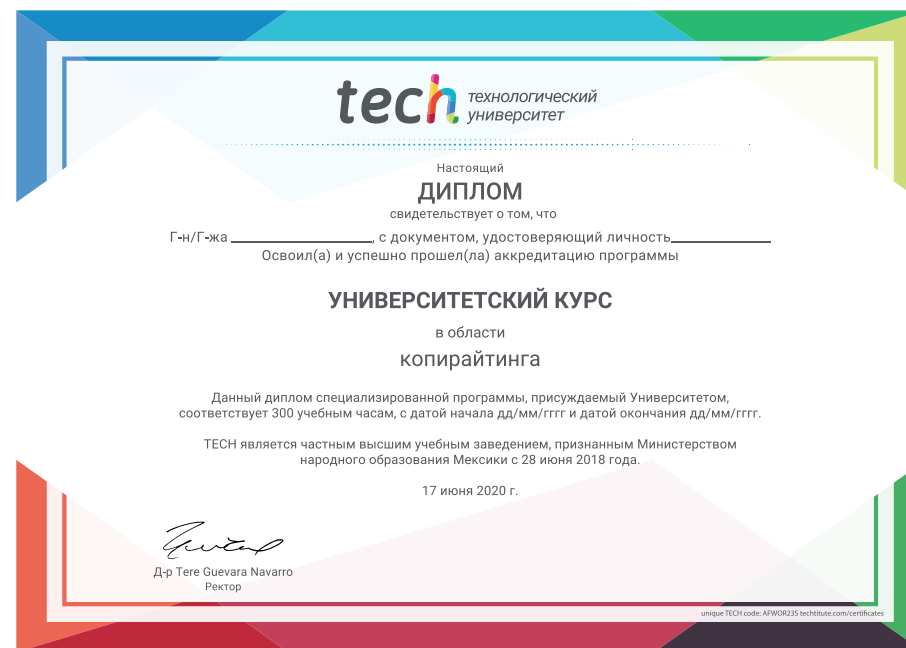 tech технологический
университет
Настоящий
ДИПЛОМ
свидетельствует о том, что
Г-н/Г-жа ________________, с документом, удостоверяющий личность____________
Освоил(а) и успешно прошел(ла) аккредитацию программы
УНИВЕРСИТЕТСКИЙ КУРС
в области
копирайтинга
Данный диплом специализированной программы, присуждаемый Университетом,
соответствует 300 учебным часам, с датой начала дд/мм/гггг и датой окончания дд/мм/гггг.
TECH является частным высшим учебным заведением, признанным Министерством
народного образования Мексики с 28 июня 2018 года.
17 июня 2020 г.
Д-р Tere Guevara Navarro
Ректор
unique TECH code: AFWOR23S techtitute.com/certificates